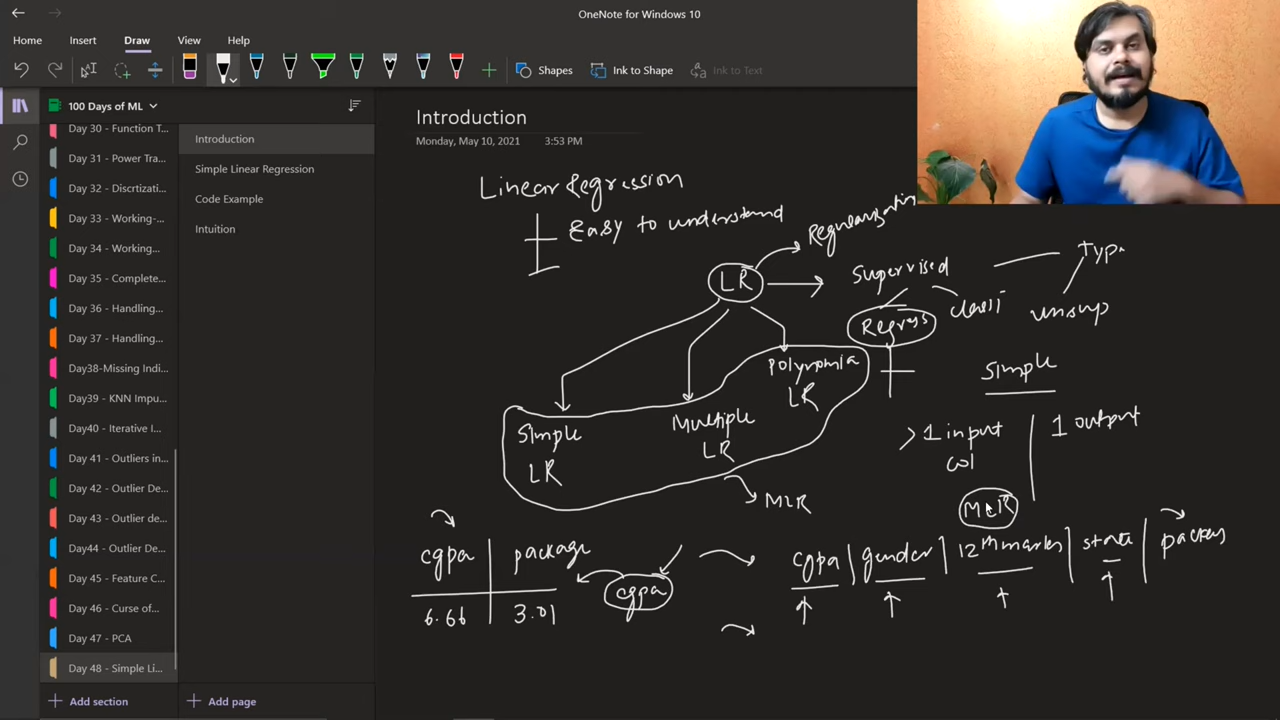 OneNote for Windows 10
Home Insert Draw View Help
Shapes Ink to Shape Ink to Text
100 Days of ML
Day 30 - Function T...
Day 31 - Power Tra...
Day 32 - Discrtizati...
Day 33 - Working-...
Day 34 - Working...
Day 35 - Complete...
Day 36 - Handling...
Day 37 - Handling...
Day38-Missing Indi...
Day39 - KNN Impu...
Day40 - Iterative I...
Day 41 - Outliers in...
Day 42 - Outlier De...
Day 43 - Outlier de...
Day44 - Outlier De...
Day 45 - Feature C...
Day 46 - Curse of...
Day 47 - PCA
Day 48 - Simple Li...
Add section
Introduction
Simple Linear Regression
Code Example
Intuition
Add page
Introduction
Monday, May 10, 2021 3:53 PM
Linear Regression
Easy to understand
LR
Supervised
Type
Regress
classi
unsup
Simple
LR
Multiple
LR
Polynomia
LR
MLR
Simple
>1 input
col
1 output
MLR
cgpa package
6.66 3.01
cgpa
cgpa gender 12th marks state